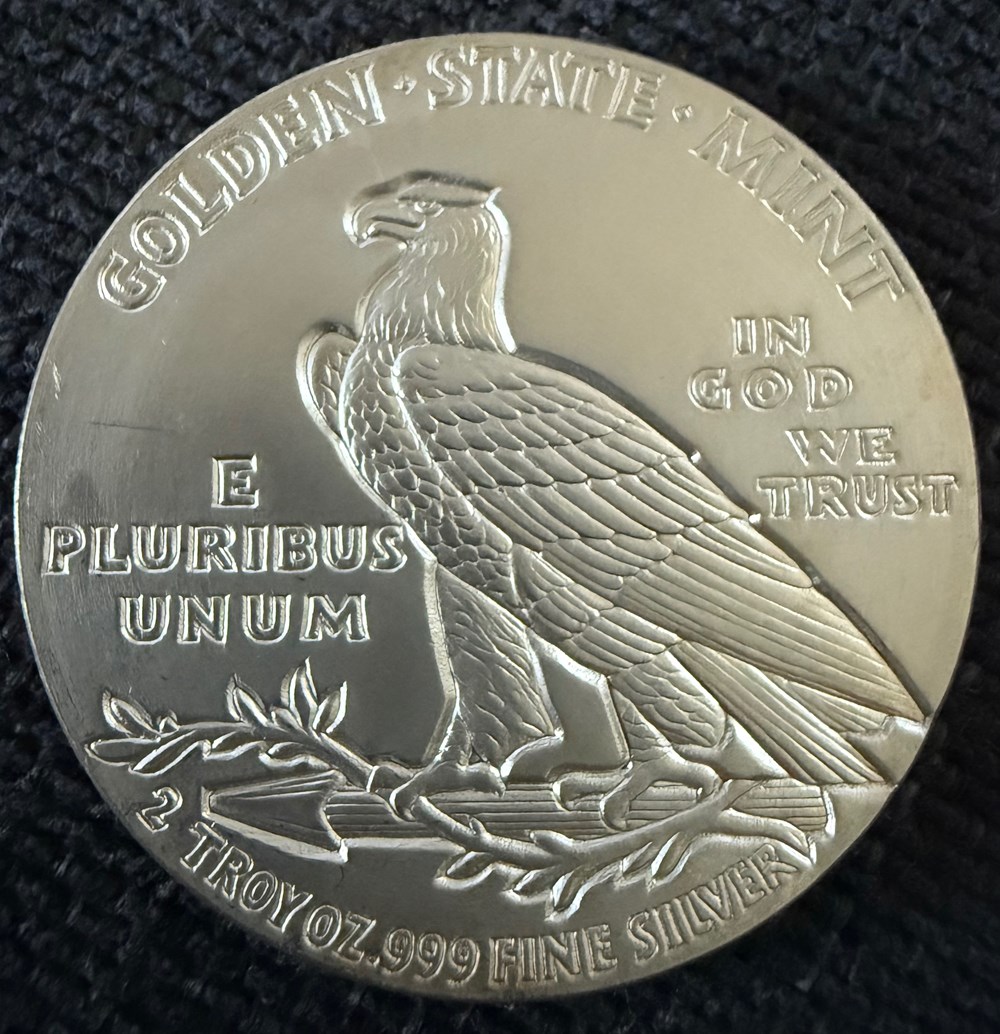 GOLDEN · STATE · MINT
IN
GOD
WE
TRUST
E
PLURIBUS
UNUM
2 TROY OZ. .999 FINE SILVER